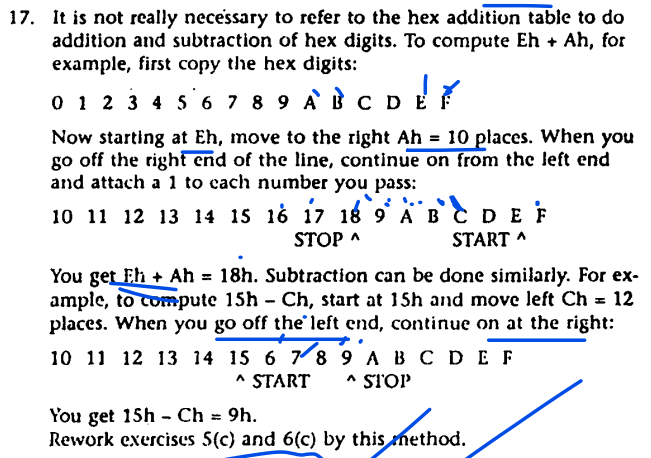 17. It is not really necessary to refer to the hex addition table to do
addition and subtraction of hex digits. To compute Eh + Ah, for
example, first copy the hex digits:
0 1 2 3 4 5 6 7 8 9 A B C D E F
Now starting at Eh, move to the right Ah = 10 places. When you
go off the right end of the line, continue on from the left end
and attach a 1 to each number you pass:
10 11 12 13 14 15 16 17 18 9 A B C D E F
STOP ^ START ^
You get Eh + Ah = 18h. Subtraction can be done similarly. For ex-
ample, to compute 15h – Ch, start at 15h and move left Ch = 12
places. When you go off the left end, continue on at the right:
10 11 12 13 14 15 6 7 8 9 A B C D E F
^ START ^ STOP
You get 15h – Ch = 9h.
Rework exercises 5(c) and 6(c) by this method.